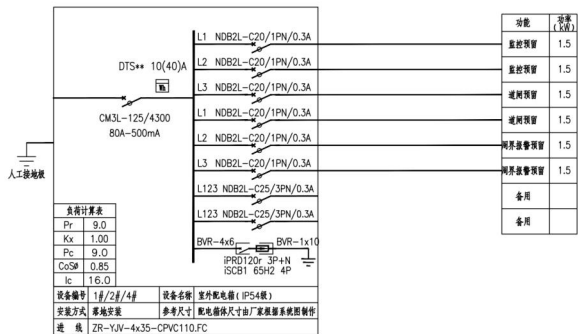 功能 功率(kW)
L1 NDB2L-C20/1PN/0.3A 监控预留 1.5
L2 NDB2L-C20/1PN/0.3A 监控预留 1.5
L3 NDB2L-C20/1PN/0.3A 道闸预留 1.5
L1 NDB2L-C20/1PN/0.3A 道闸预留 1.5
L2 NDB2L-C20/1PN/0.3A 周界报警预留 1.5
L3 NDB2L-C20/1PN/0.3A 周界报警预留 1.5
L123 NDB2L-C25/3PN/0.3A 备用
L123 NDB2L-C25/3PN/0.3A 备用
DTS** 10(40)A
Wh
CM3L-125/4300
80A-500mA
人工接地板
BVR-4x6 BVR-1x10
iPRD120r 3P+N
iSCB1 65H2 4P
负荷计算表
Pr 9.0
Kx 1.00
Pc 9.0
CoSø 0.85
Ic 16.0
设备编号 1#/2#/4# 设备名称 室外配电箱(IP54级)
安装方式 落地安装 参考尺寸 配电箱体尺寸由厂家根据系统图制作
进 线 ZR-YJV-4x35-CPVC110.FC